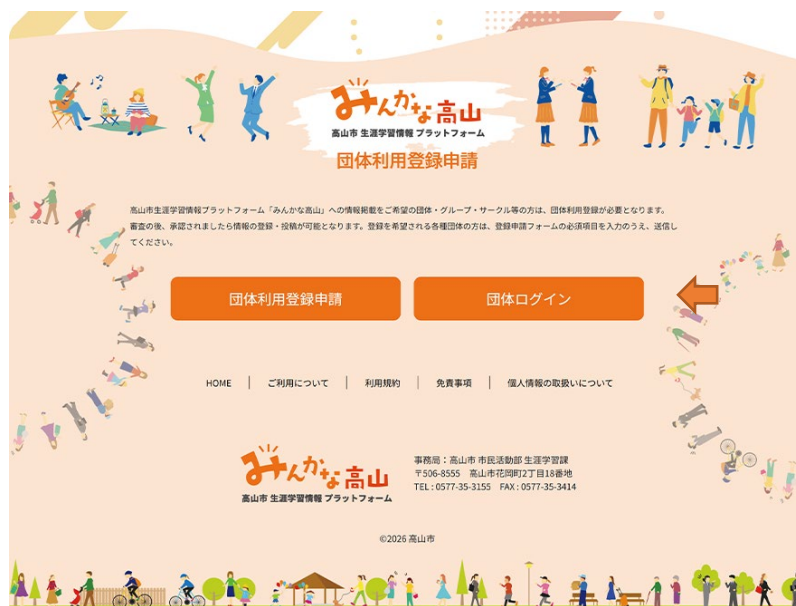 みんかな高山
高山市 生涯学習情報 プラットフォーム
団体利用登録申請
高山市生涯学習情報プラットフォーム「みんかな高山」への情報掲載をご希望の団体・グループ・サークル等の方は、団体利用登録が必要となります。
審査の後、承認されましたら情報の登録・投稿が可能となります。登録を希望される各種団体の方は、登録申請フォームの必須項目を入力のうえ、送信し
てください。
団体利用登録申請 団体ログイン
HOME | ご利用について | 利用規約 | 免責事項 | 個人情報の取扱いについて
みんかな高山
高山市 生涯学習情報 プラットフォーム
事務局：高山市 市民活動部 生涯学習課
〒506-8555 高山市花岡町2丁目18番地
TEL : 0577-35-3155 FAX : 0577-35-3414
©2026 高山市